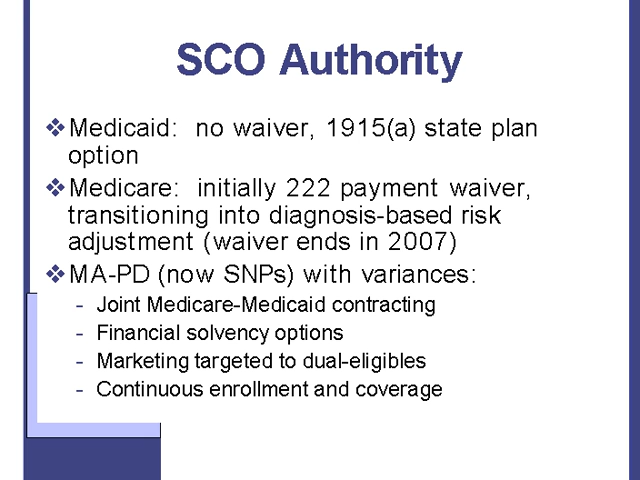 SCO Authority
❖Medicaid:  no waiver, 1915(a) state plan
option
❖Medicare:  initially 222 payment waiver,
transitioning into diagnosis-based risk
adjustment (waiver ends in 2007)
❖MA-PD (now SNPs) with variances:
- Joint Medicare-Medicaid contracting
- Financial solvency options
- Marketing targeted to dual-eligibles
- Continuous enrollment and coverage